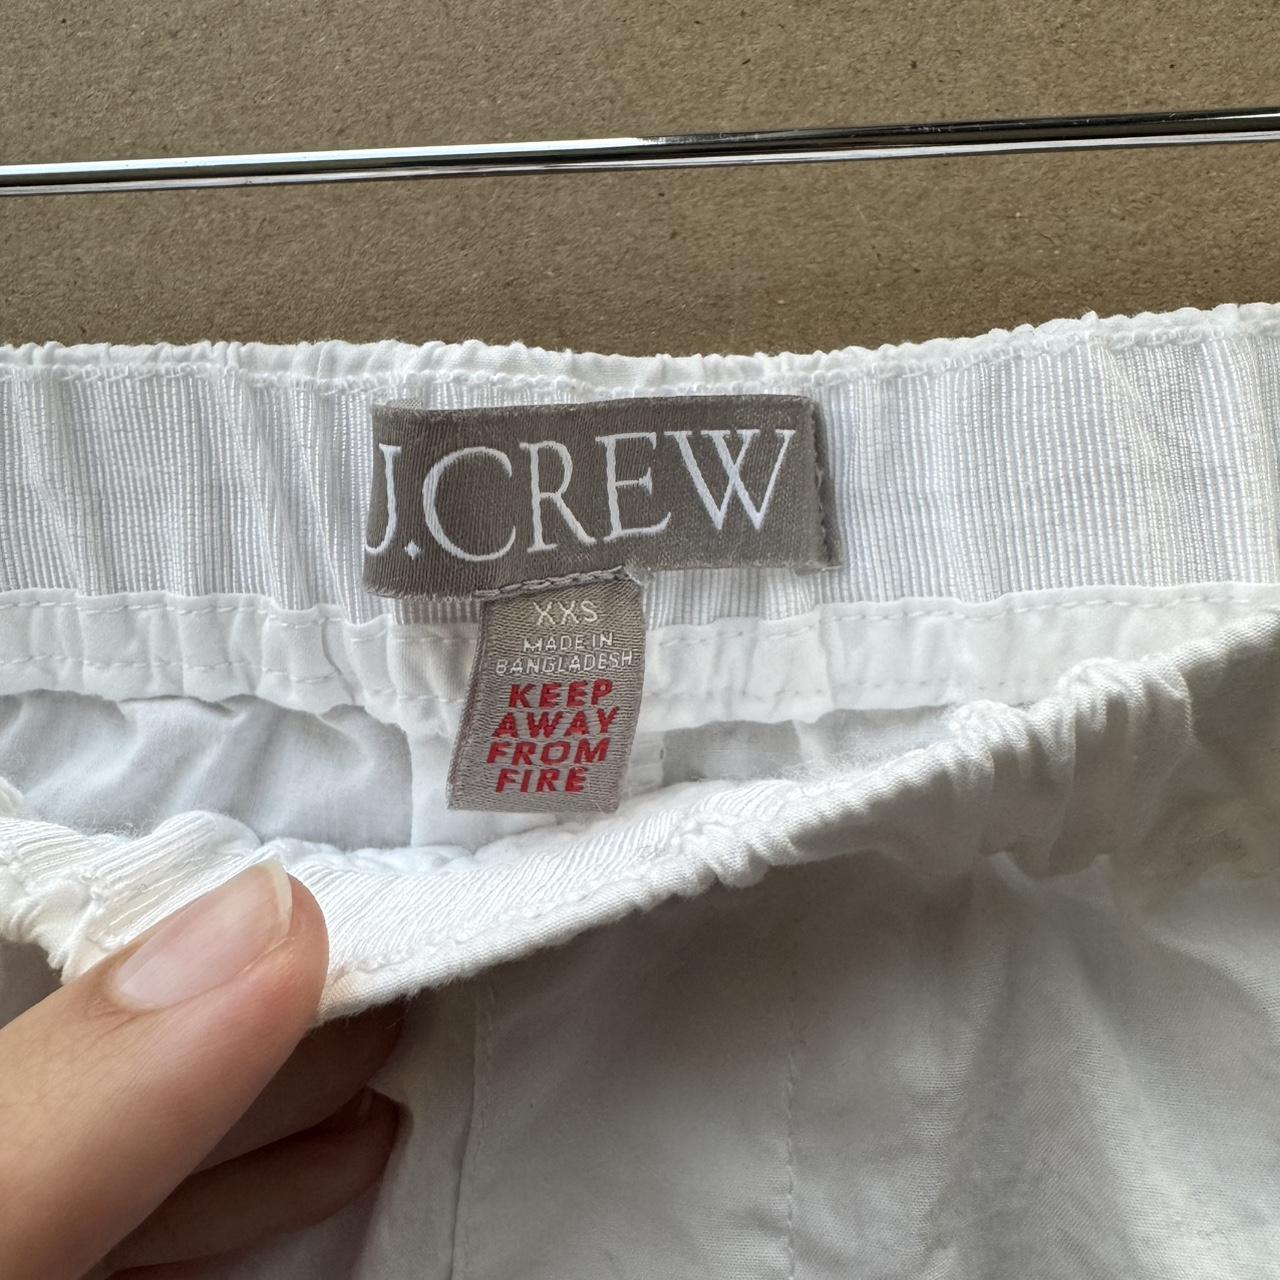 J.CREW
XXS
MADE IN
BANGLADESH
KEEP
AWAY
FROM
FIRE